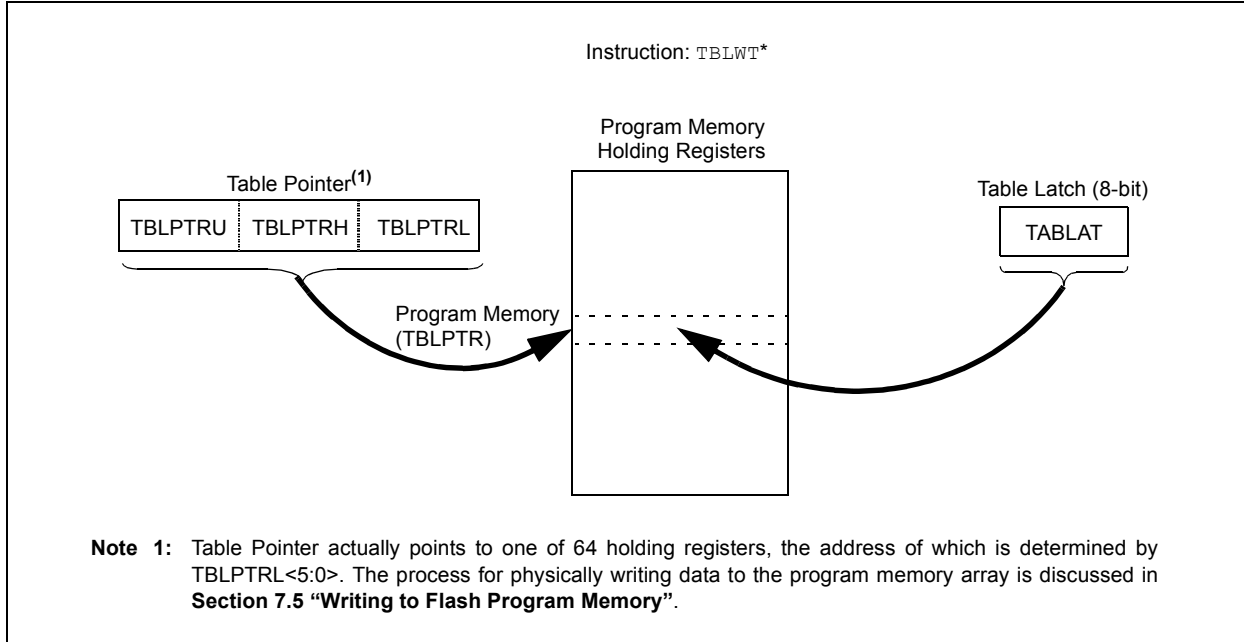 Instruction: TBLWT*
Program Memory
Holding Registers
Table Pointer(1)
Table Latch (8-bit)
TBLPTRU TBLPTRH TBLPTRL
TABLAT
Program Memory
(TBLPTR)
Note 1: Table Pointer actually points to one of 64 holding registers, the address of which is determined by
TBLPTRL<5:0>. The process for physically writing data to the program memory array is discussed in
Section 7.5 “Writing to Flash Program Memory”.